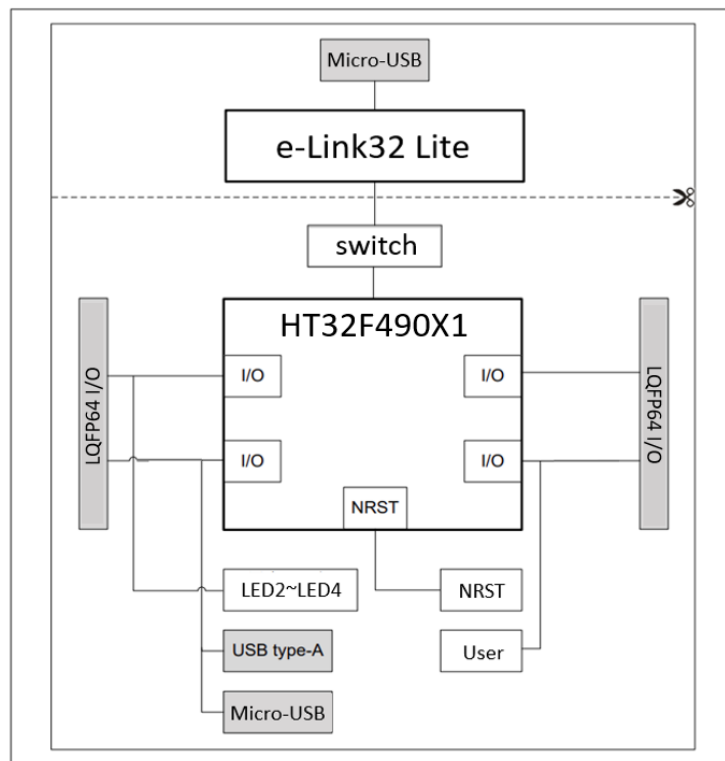 Micro-USB
e-Link32 Lite
switch
HT32F490X1
LQFP64 I/O
I/O
I/O
LQFP64 I/O
I/O
I/O
NRST
LED2~LED4
NRST
USB type-A
User
Micro-USB